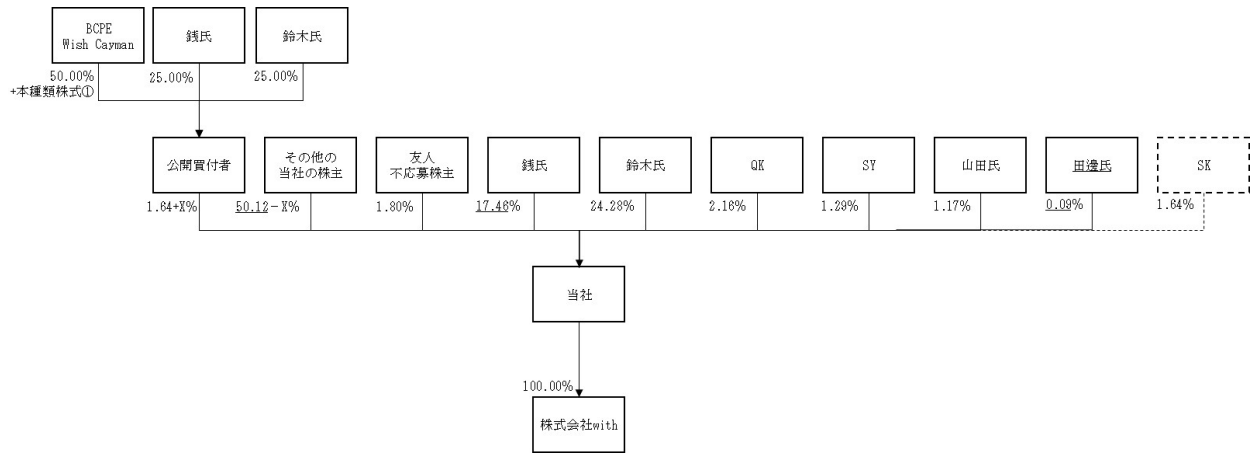 BCPE
Wish Cayman
銭氏
鈴木氏
50.00%
+本種類株式①
25.00%
25.00%
公開買付者
その他の
当社の株主
友人
不応募株主
銭氏
鈴木氏
QK
SY
山田氏
田邊氏
SK
1.64+X%
50.12-X%
1.80%
17.46%
24.28%
2.16%
1.29%
1.17%
0.09%
1.64%
当社
100.00%
株式会社with